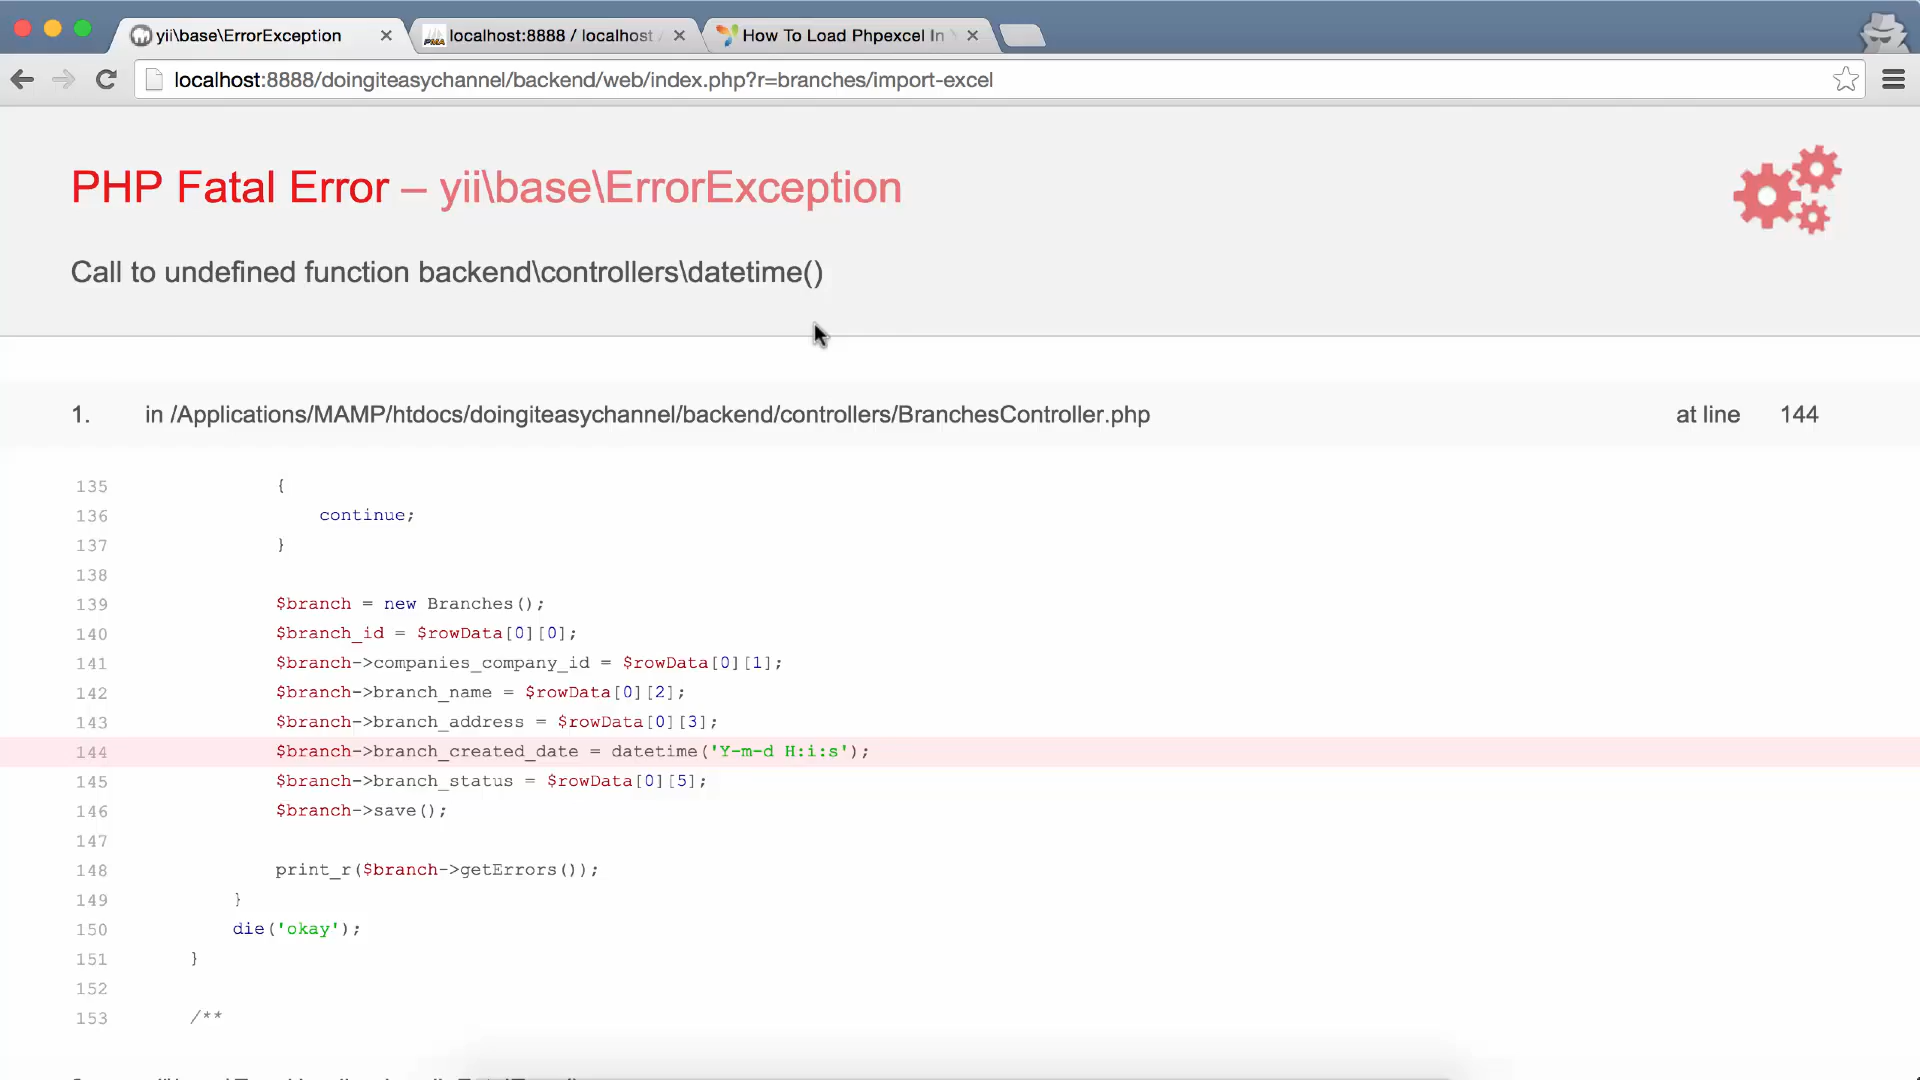 yii\base\ErrorException
localhost:8888 / localhost
How To Load Phpexcel In
localhost:8888/doingiteasychannel/backend/web/index.php?r=branches/import-excel
PHP Fatal Error – yii\base\ErrorException
Call to undefined function backend\controllers\datetime()
1. in /Applications/MAMP/htdocs/doingiteasychannel/backend/controllers/BranchesController.php at line 144
135 {
136 continue;
137 }
138
139 $branch = new Branches();
140 $branch_id = $rowData[0][0];
141 $branch->companies_company_id = $rowData[0][1];
142 $branch->branch_name = $rowData[0][2];
143 $branch->branch_address = $rowData[0][3];
144 $branch->branch_created_date = datetime('Y-m-d H:i:s');
145 $branch->branch_status = $rowData[0][5];
146 $branch->save();
147
148 print_r($branch->getErrors());
149 }
150 die('okay');
151 }
152
153 /**